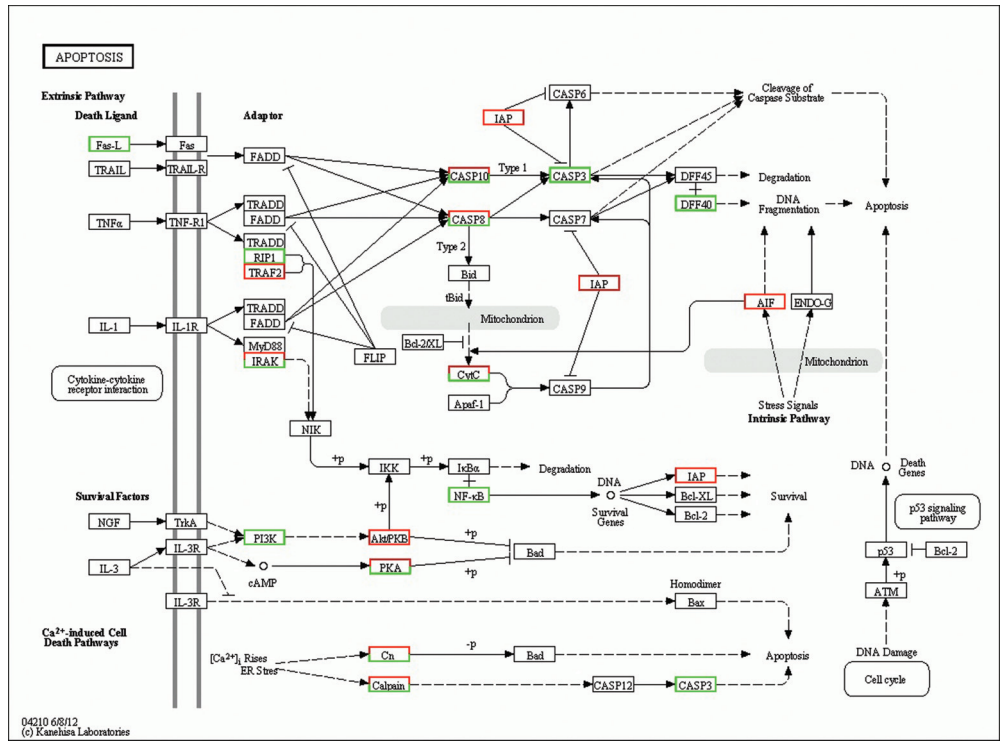 APOPTOSIS
Extrinsic Pathway
Death Ligand
Adaptor
Fas-L
Fas
TRAIL
TRAIL-R
FADD
CASP10
Type 1
CASP3
IAP
CASP6
Cleavage of
Caspase Substrate
DFF45
Degradation
DFF40
DNA
Fragmentation
Apoptosis
TNFα
TNF-R1
TRADD
FADD
TRADD
RIP1
TRAF2
CASP8
CASP7
Type 2
Bid
tBid
IAP
Mitochondrion
AIF
ENDO-G
IL-1
IL-1R
TRADD
FADD
MyD88
IRAK
FLIP
Bcl-2/XL
CytC
Apaf-1
CASP9
Mitochondrion
Stress Signals
Intrinsic Pathway
Cytokine-cytokine
receptor interaction
NIK
+p
IKK
+p
IκBα
Degradation
NF-κB
DNA
Survival
Genes
IAP
Bcl-XL
Bcl-2
Survival
DNA
Death
Genes
p53 signaling
pathway
Survival Factors
NGF
TrkA
PI3K
+p
Akt/PKB
+p
IL-3
IL-3R
cAMP
PKA
+p
Bad
p53
Bcl-2
+p
ATM
IL-3R
Homodimer
Bax
DNA Damage
Cell cycle
Ca2+-induced Cell
Death Pathways
[Ca2+]i Rises
ER Stres
Cn
-p
Bad
Apoptosis
Calpain
CASP12
CASP3
04210 6/8/12
(c) Kanehisa Laboratories